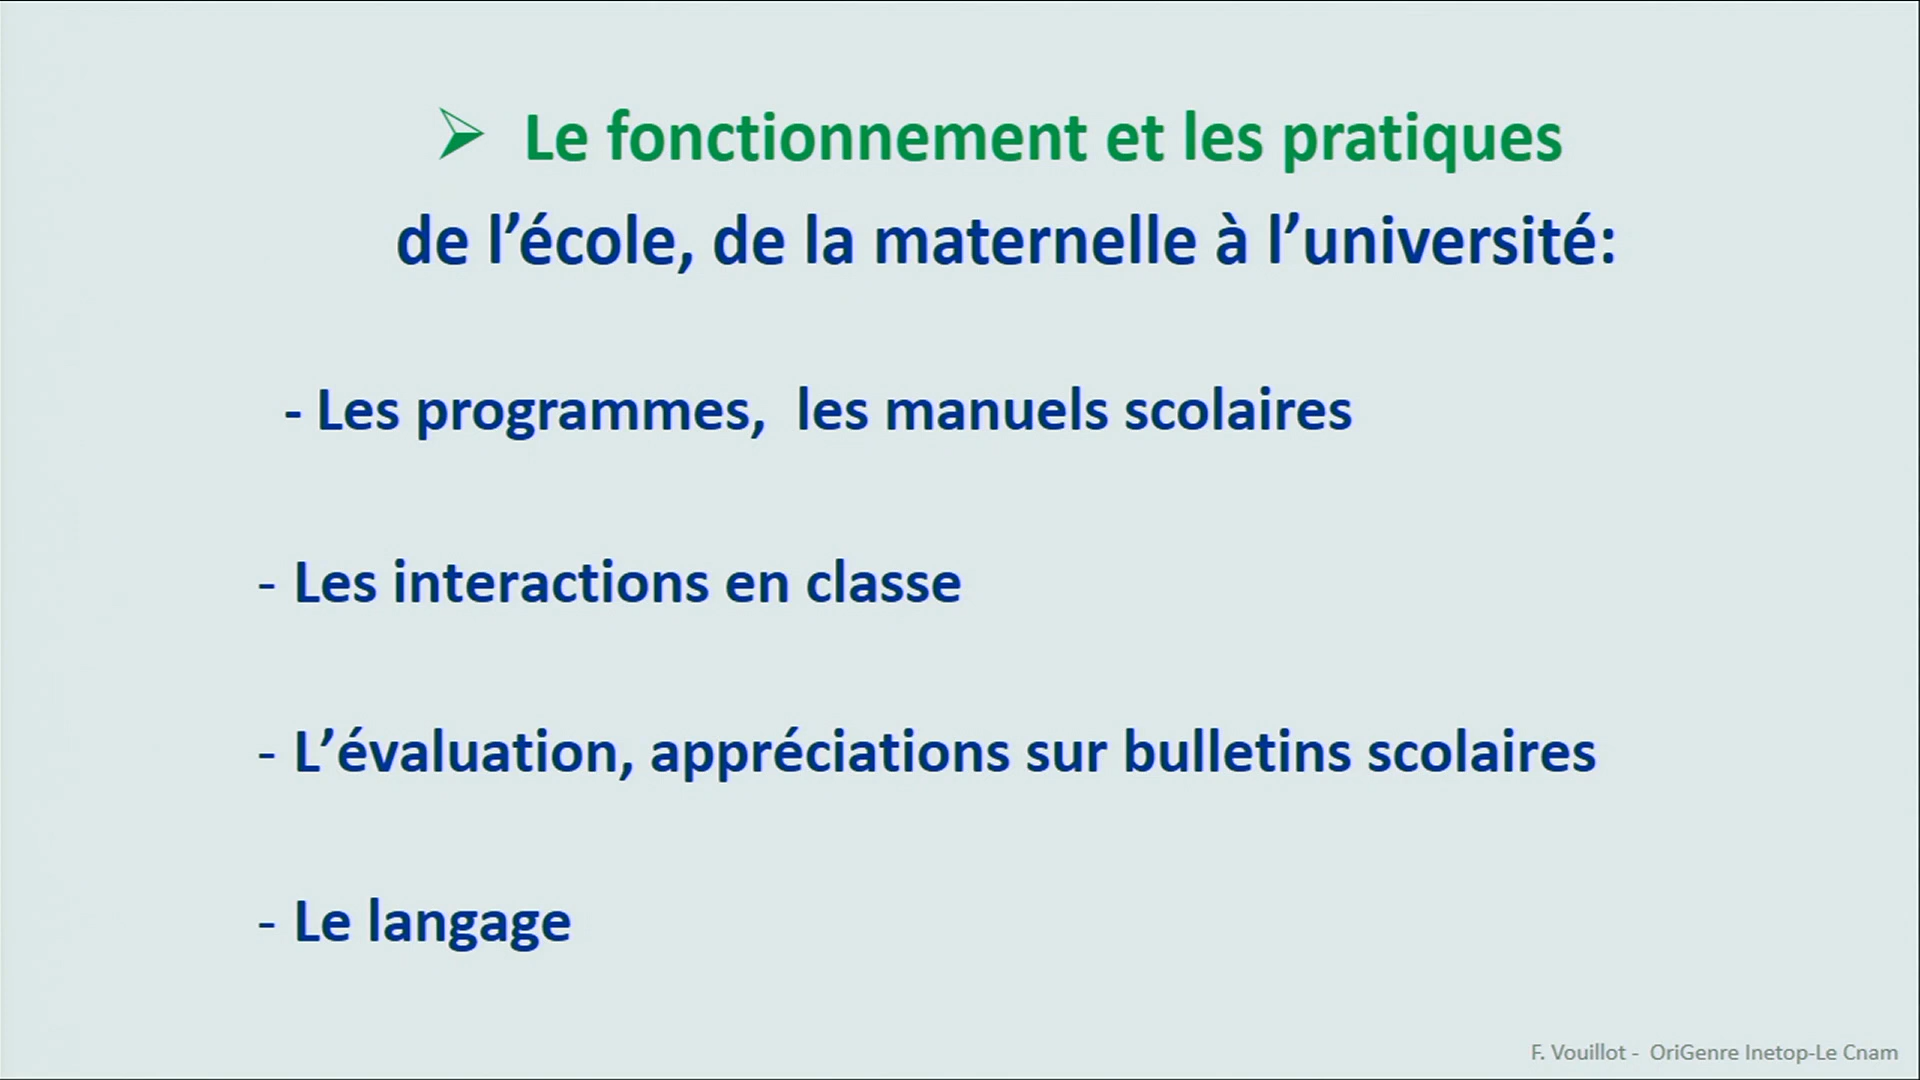 ➢ Le fonctionnement et les pratiques
de l’école, de la maternelle à l’université:
- Les programmes,  les manuels scolaires
- Les interactions en classe
- L’évaluation, appréciations sur bulletins scolaires
- Le langage
F. Vouillot -  OriGenre Inetop-Le Cnam